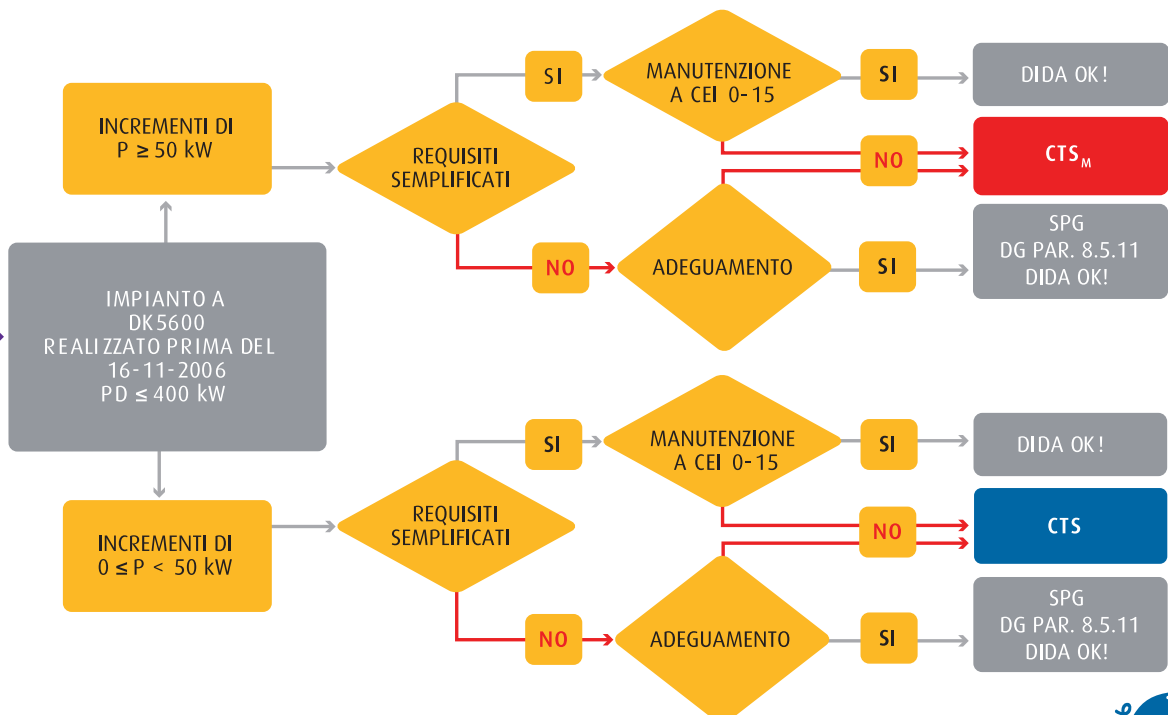 INCREMENTI DI
P ≥ 50 kW
REQUISITI
SEMPLIFICATI
SI
MANUTENZIONE
A CEI 0-15
SI
DIDA OK!
NO
CTS_M
NO
ADEGUAMENTO
SI
SPG
DG PAR. 8.5.11
DIDA OK!
IMPIANTO A
DK5600
REALIZZATO PRIMA DEL
16-11-2006
PD ≤ 400 kW
INCREMENTI DI
0 ≤ P < 50 kW
REQUISITI
SEMPLIFICATI
SI
MANUTENZIONE
A CEI 0-15
SI
DIDA OK!
NO
CTS
NO
ADEGUAMENTO
SI
SPG
DG PAR. 8.5.11
DIDA OK!